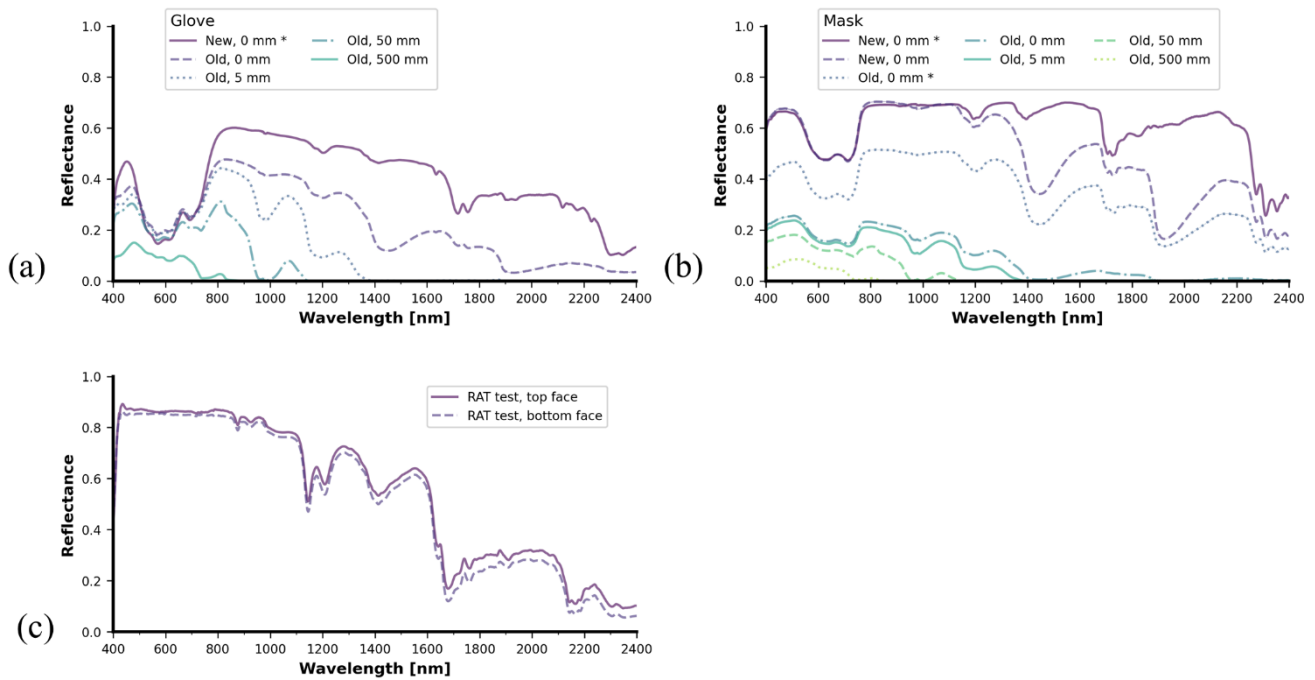 Glove
New, 0 mm *
Old, 0 mm
Old, 5 mm
Old, 50 mm
Old, 500 mm
1.0
0.8
0.6
0.4
0.2
0.0
Reflectance
400 600 800 1000 1200 1400 1600 1800 2000 2200 2400
Wavelength [nm]
(a)
Mask
New, 0 mm *
New, 0 mm
Old, 0 mm *
Old, 0 mm
Old, 5 mm
Old, 50 mm
Old, 500 mm
1.0
0.8
0.6
0.4
0.2
0.0
Reflectance
400 600 800 1000 1200 1400 1600 1800 2000 2200 2400
Wavelength [nm]
(b)
RAT test, top face
RAT test, bottom face
1.0
0.8
0.6
0.4
0.2
0.0
Reflectance
400 600 800 1000 1200 1400 1600 1800 2000 2200 2400
Wavelength [nm]
(c)